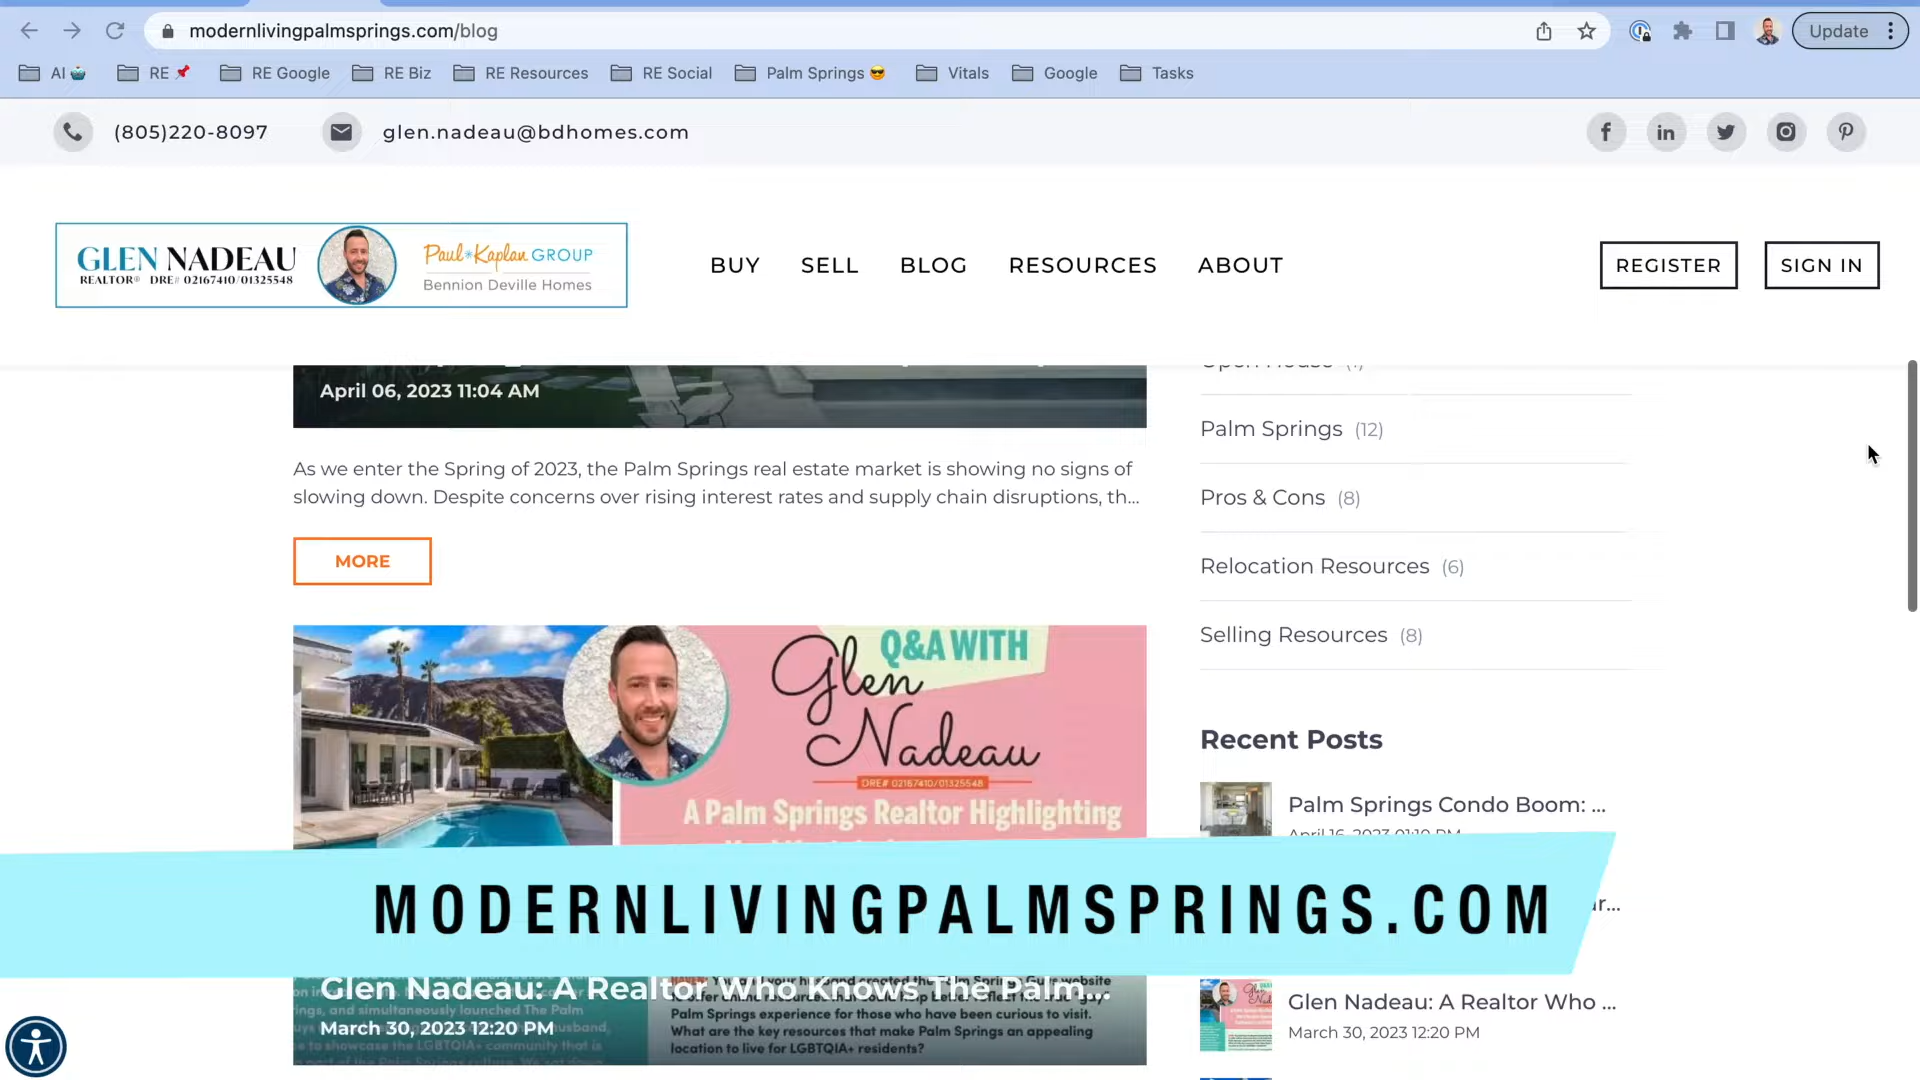 modernlivingpalmsprings.com/blog
Update
AI
RE
RE Google
RE Biz
RE Resources
RE Social
Palm Springs
Vitals
Google
Tasks
(805)220-8097
glen.nadeau@bdhomes.com
GLEN NADEAU
REALTOR® DRE# 02167410/01325548
Paul*Kaplan GROUP
Bennion Deville Homes
BUY
SELL
BLOG
RESOURCES
ABOUT
REGISTER
SIGN IN
April 06, 2023 11:04 AM
As we enter the Spring of 2023, the Palm Springs real estate market is showing no signs of
slowing down. Despite concerns over rising interest rates and supply chain disruptions, th...
MORE
Q&A WITH
Glen
Nadeau
DRE# 02167410/01325548
A Palm Springs Realtor Highlighting
Glen Nadeau: A Realtor Who Knows The Palm...
March 30, 2023 12:20 PM
Palm Springs experience for those who have been curious to visit.
What are the key resources that make Palm Springs an appealing
location to live for LGBTQIA+ residents?
Open House
Palm Springs (12)
Pros & Cons (8)
Relocation Resources (6)
Selling Resources (8)
Recent Posts
Palm Springs Condo Boom: ...
April 16, 2023 01:10 PM
Glen Nadeau: A Realtor Who ...
March 30, 2023 12:20 PM
MODERNLIVINGPALMSPRINGS.COM